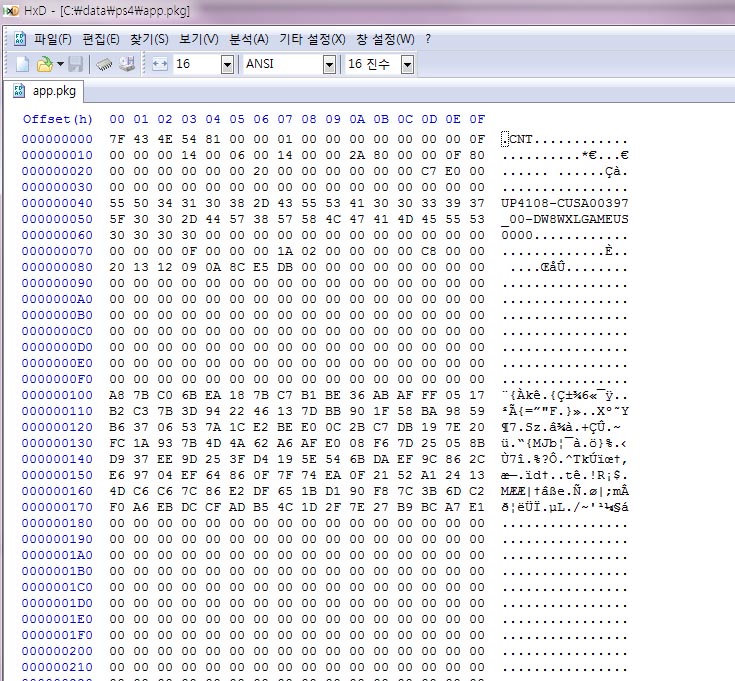 HxD - [C:₩data₩ps4₩app.pkg]
파일(F) 편집(E) 찾기(S) 보기(V) 분석(A) 기타 설정(X) 창 설정(W) ?
16 ANSI 16 진수
app.pkg
Offset(h) 00 01 02 03 04 05 06 07 08 09 0A 0B 0C 0D 0E 0F
00000000 7F 43 4E 54 81 00 00 01 00 00 00 00 00 00 00 0F .CNT............
00000010 00 00 00 14 00 06 00 14 00 00 2A 80 00 00 0F 80 ..........*€...€
00000020 00 00 00 00 00 00 20 00 00 00 00 00 00 C7 E0 00 ...... ......Çà.
00000030 00 00 00 00 00 00 00 00 00 00 00 00 00 00 00 00 ................
00000040 55 50 34 31 30 38 2D 43 55 53 41 30 30 33 39 37 UP4108-CUSA00397
00000050 5F 30 30 2D 44 57 38 57 58 4C 47 41 4D 45 55 53 _00-DW8WXLGAMEUS
00000060 30 30 30 30 00 00 00 00 00 00 00 00 00 00 00 00 0000............
00000070 00 00 00 0F 00 00 00 1A 02 00 00 00 00 C8 00 00 .............È..
00000080 20 13 12 09 0A 8C E5 DB 00 00 00 00 00 00 00 00 ....ŒåÛ........
00000090 00 00 00 00 00 00 00 00 00 00 00 00 00 00 00 00 ................
000000A0 00 00 00 00 00 00 00 00 00 00 00 00 00 00 00 00 ................
000000B0 00 00 00 00 00 00 00 00 00 00 00 00 00 00 00 00 ................
000000C0 00 00 00 00 00 00 00 00 00 00 00 00 00 00 00 00 ................
000000D0 00 00 00 00 00 00 00 00 00 00 00 00 00 00 00 00 ................
000000E0 00 00 00 00 00 00 00 00 00 00 00 00 00 00 00 00 ................
000000F0 00 00 00 00 00 00 00 00 00 00 00 00 00 00 00 00 ................
00000100 A8 7B C0 6B EA 18 7B C7 B1 BE 36 AB AF FF 05 17 ¨{Àkê.{Ç±¾6«¯ÿ..
00000110 B2 C3 7B 3D 94 22 46 13 7D BB 90 1F 58 BA 98 59 ²Ã{=”"F.}»..Xº˜Y
00000120 B6 37 06 53 7A 1C E2 BE E0 0C 2B C7 DB 19 7E 20 ¶7.Sz.â¾à.+ÇÛ.~
00000130 FC 1A 93 7B 4D 4A 62 A6 AF E0 08 F6 7D 25 05 8B ü.“{MJb¦¯à.ö}%.‹
00000140 D9 37 EE 9D 25 3F D4 19 5E 54 6B DA EF 9C 86 2C Ù7î.%?Ô.^TkÚïœ†,
00000150 E6 97 04 EF 64 86 0F 7F 74 EA 0F 21 52 A1 24 13 æ—.ïd†..tê.!R¡$.
00000160 4D C6 C6 7C 86 E2 DF 65 1B D1 90 F8 7C 3B 6D C2 MÆÆ|†âße.Ñ.ø|;mÂ
00000170 F0 A6 EB DC CF AD B5 4C 1D 2F 7E 27 B9 BC A7 E1 ð¦ëÜÏ.µL./~'¹¼§á
00000180 00 00 00 00 00 00 00 00 00 00 00 00 00 00 00 00 ................
00000190 00 00 00 00 00 00 00 00 00 00 00 00 00 00 00 00 ................
000001A0 00 00 00 00 00 00 00 00 00 00 00 00 00 00 00 00 ................
000001B0 00 00 00 00 00 00 00 00 00 00 00 00 00 00 00 00 ................
000001C0 00 00 00 00 00 00 00 00 00 00 00 00 00 00 00 00 ................
000001D0 00 00 00 00 00 00 00 00 00 00 00 00 00 00 00 00 ................
000001E0 00 00 00 00 00 00 00 00 00 00 00 00 00 00 00 00 ................
000001F0 00 00 00 00 00 00 00 00 00 00 00 00 00 00 00 00 ................
00000200 00 00 00 00 00 00 00 00 00 00 00 00 00 00 00 00 ................
00000210 00 00 00 00 00 00 00 00 00 00 00 00 00 00 00 00 ................